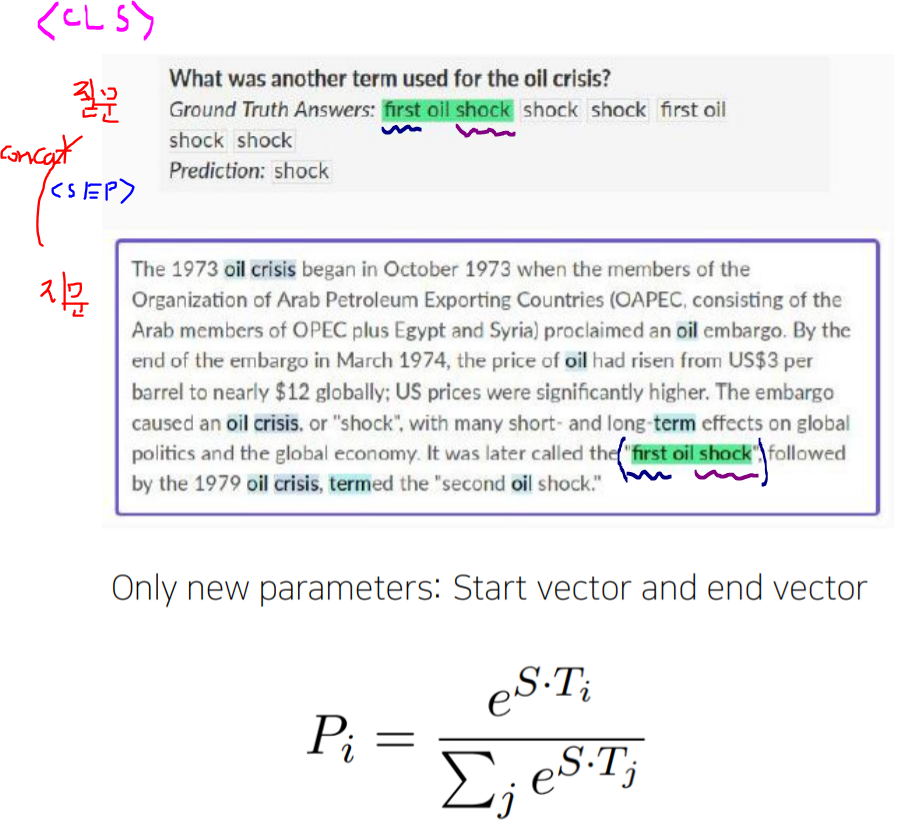 <CLS>
질문
What was another term used for the oil crisis?
Ground Truth Answers: first oil shock shock shock first oil
shock shock
Prediction: shock
concat
<SEP>
지문
The 1973 oil crisis began in October 1973 when the members of the
Organization of Arab Petroleum Exporting Countries (OAPEC, consisting of the
Arab members of OPEC plus Egypt and Syria) proclaimed an oil embargo. By the
end of the embargo in March 1974, the price of oil had risen from US$3 per
barrel to nearly $12 globally; US prices were significantly higher. The embargo
caused an oil crisis, or "shock", with many short- and long-term effects on global
politics and the global economy. It was later called the "first oil shock", followed
by the 1979 oil crisis, termed the "second oil shock."
Only new parameters: Start vector and end vector
P_i = e^{S·T_i} / ∑_j e^{S·T_j}